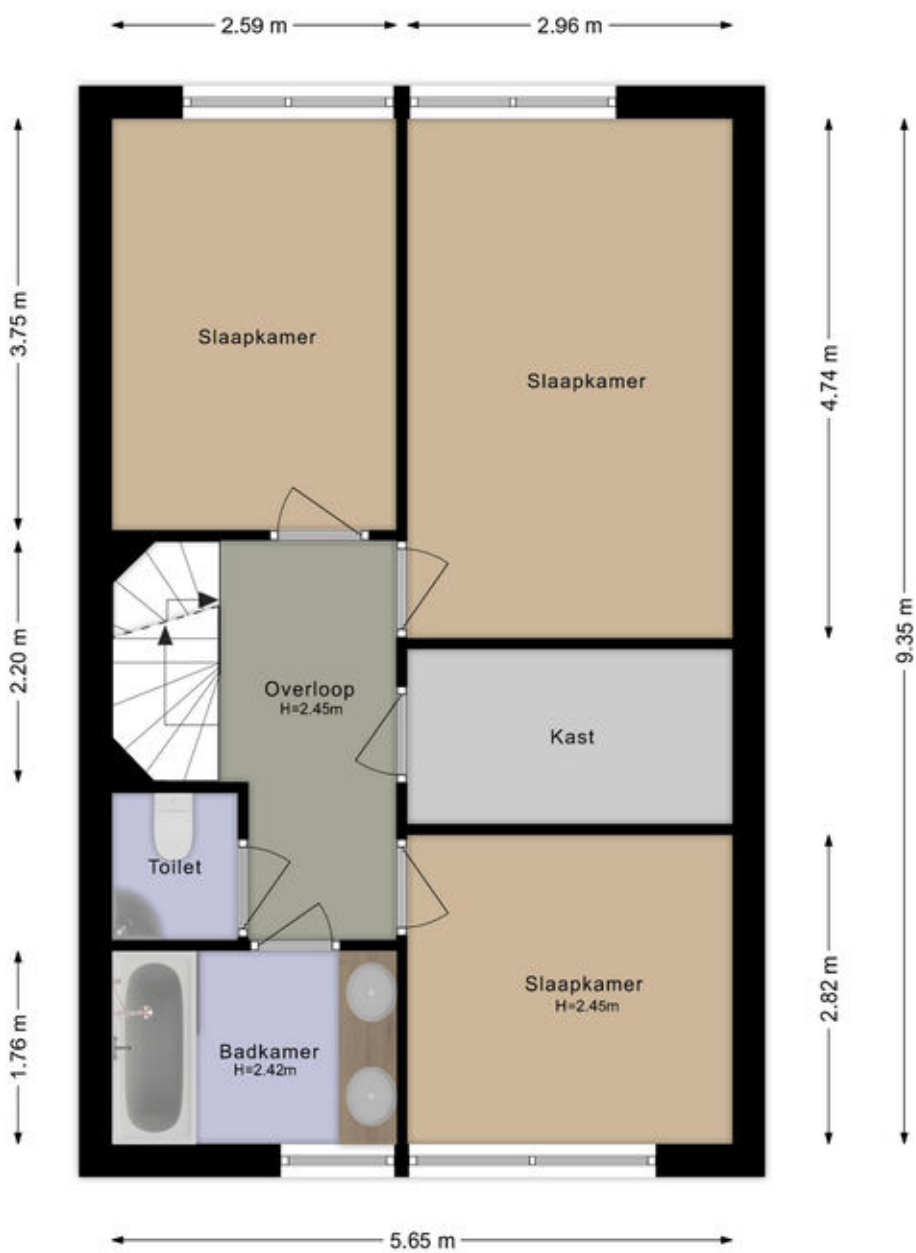 2.59 m
2.96 m
3.75 m
Slaapkamer
Slaapkamer
4.74 m
9.35 m
2.20 m
Overloop
H=2.45m
Kast
Toilet
1.76 m
Badkamer
H=2.42m
Slaapkamer
H=2.45m
2.82 m
5.65 m